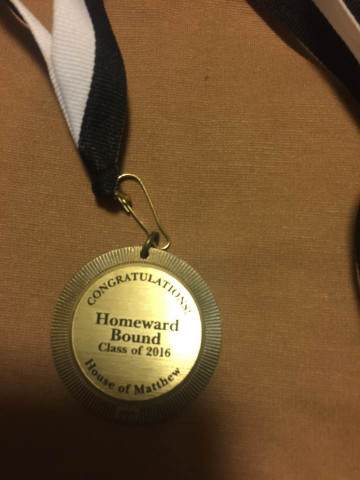 CONGRATULATIONS!
Homeward
Bound
Class of 2016
House of Matthew